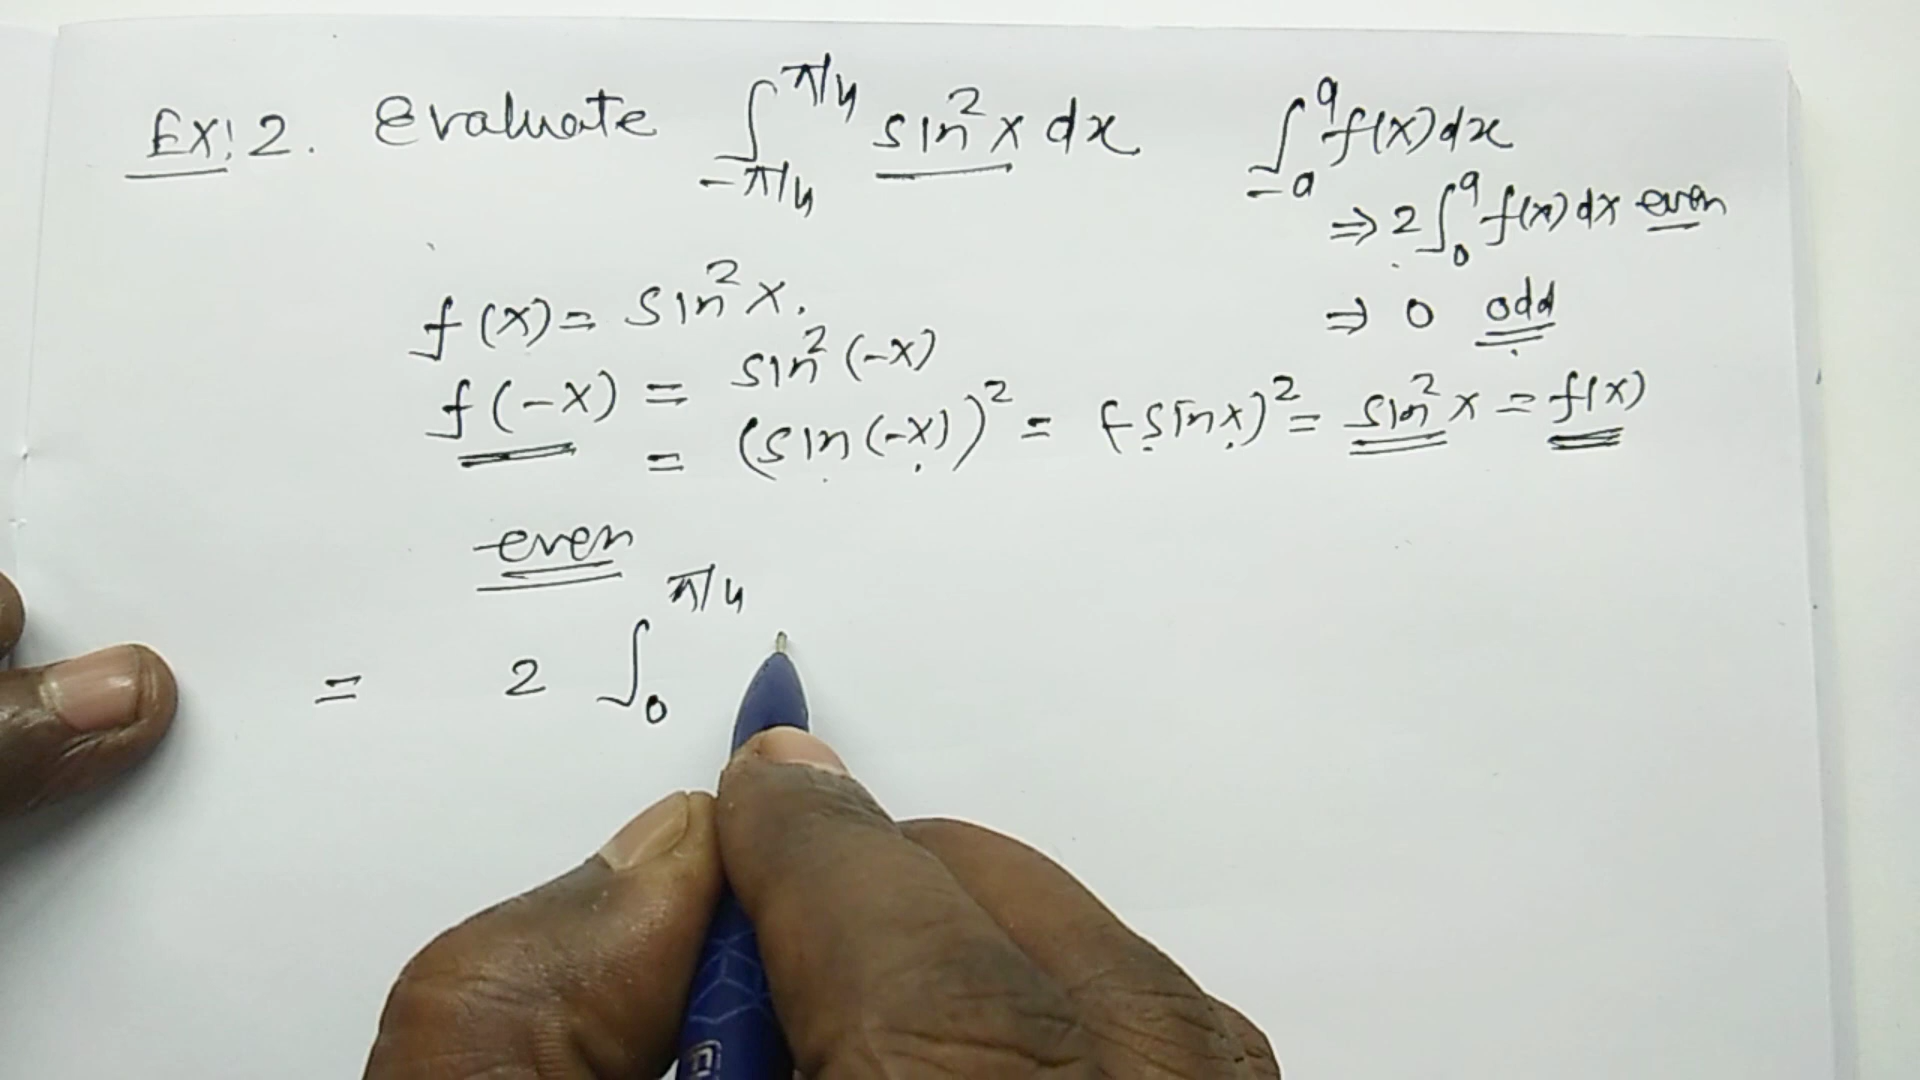 Ex: 2. Evaluate ∫_{-π/4}^{π/4} sin²x dx
∫_{-a}^{a} f(x) dx
⇒ 2∫_0^a f(x) dx even
⇒ 0 odd
f(x) = sin²x.
f(-x) = sin²(-x)
= (sin(-x))² = (-sinx)² = sin²x = f(x)
even
= 2 ∫_0^{π/4}